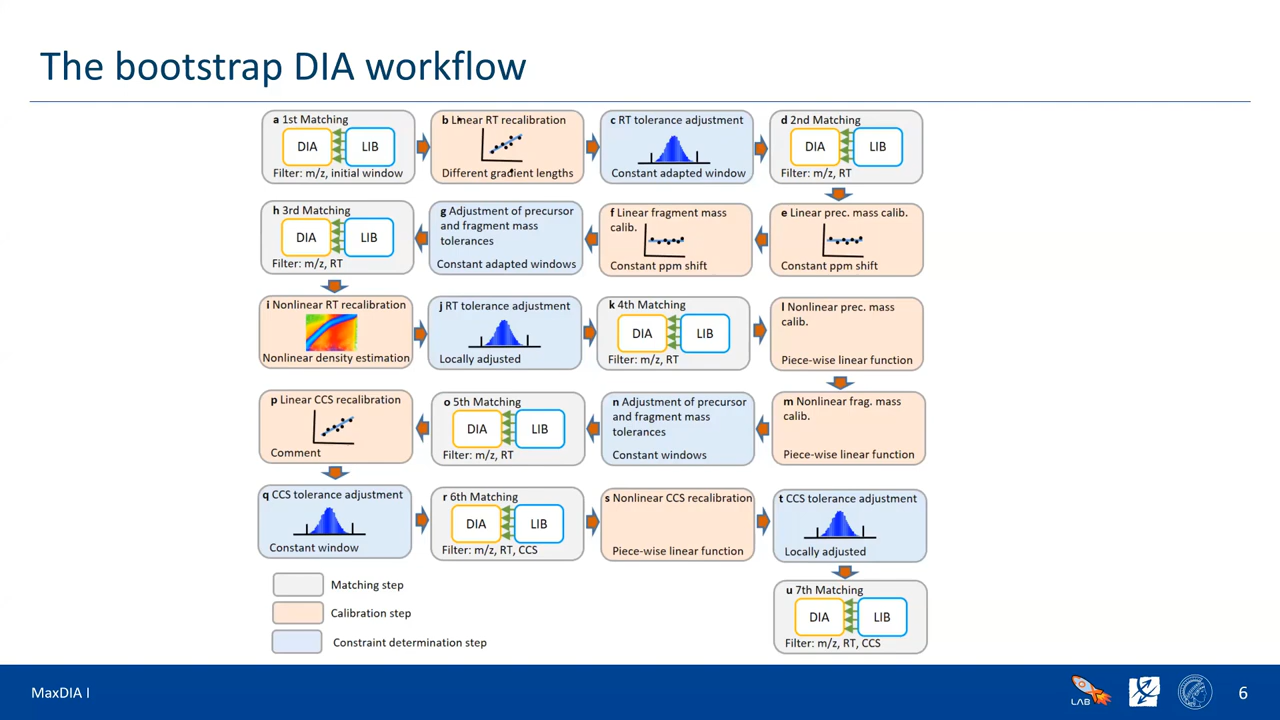 The bootstrap DIA workflow
a 1st Matching
DIA
LIB
Filter: m/z, initial window
b Linear RT recalibration
Different gradient lengths
c RT tolerance adjustment
Constant adapted window
d 2nd Matching
DIA
LIB
Filter: m/z, RT
h 3rd Matching
DIA
LIB
Filter: m/z, RT
g Adjustment of precursor
and fragment mass
tolerances
Constant adapted windows
f Linear fragment mass
calib.
Constant ppm shift
e Linear prec. mass calib.
Constant ppm shift
i Nonlinear RT recalibration
Nonlinear density estimation
j RT tolerance adjustment
Locally adjusted
k 4th Matching
DIA
LIB
Filter: m/z, RT
l Nonlinear prec. mass
calib.
Piece-wise linear function
p Linear CCS recalibration
Comment
o 5th Matching
DIA
LIB
Filter: m/z, RT
n Adjustment of precursor
and fragment mass
tolerances
Constant windows
m Nonlinear frag. mass
calib.
Piece-wise linear function
q CCS tolerance adjustment
Constant window
r 6th Matching
DIA
LIB
Filter: m/z, RT, CCS
s Nonlinear CCS recalibration
Piece-wise linear function
t CCS tolerance adjustment
Locally adjusted
u 7th Matching
DIA
LIB
Filter: m/z, RT, CCS
Matching step
Calibration step
Constraint determination step
MaxDIA I
LAB
6